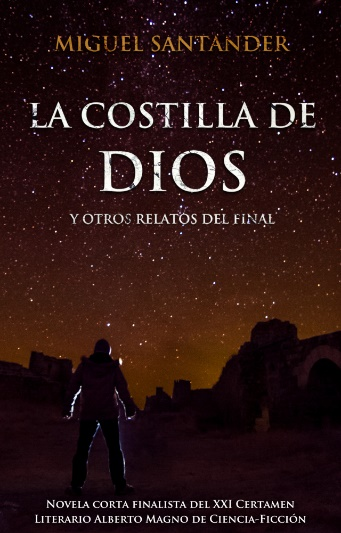 MIGUEL SANTANDER
LA COSTILLA DE
DIOS
Y OTROS RELATOS DEL FINAL
NOVELA CORTA FINALISTA DEL XXI CERTAMEN
LITERARIO ALBERTO MAGNO DE CIENCIA-FICCIÓN